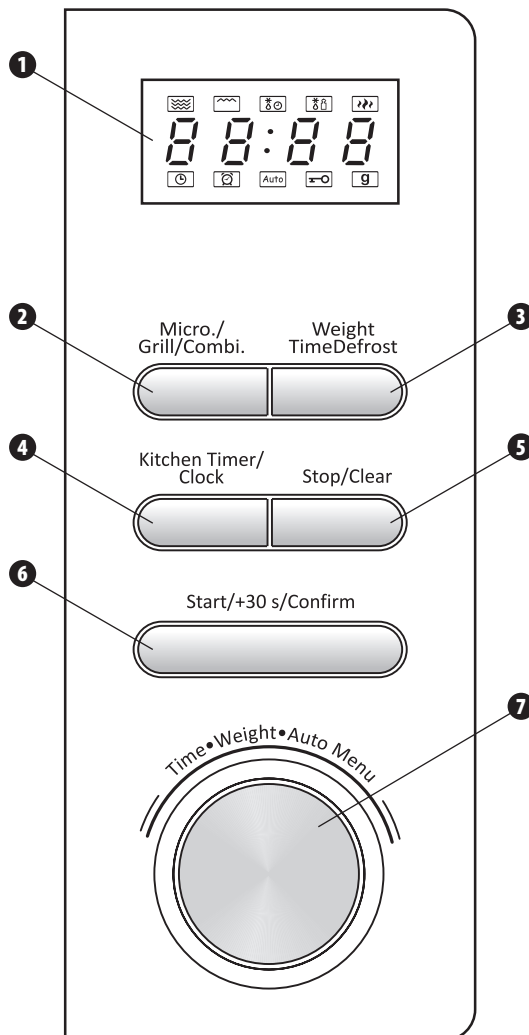 1
88:88
Auto
g
2
Micro./
Grill/Combi.
3
Weight
TimeDefrost
4
Kitchen Timer/
Clock
5
Stop/Clear
6
Start/+30 s/Confirm
7
Time•Weight•Auto Menu